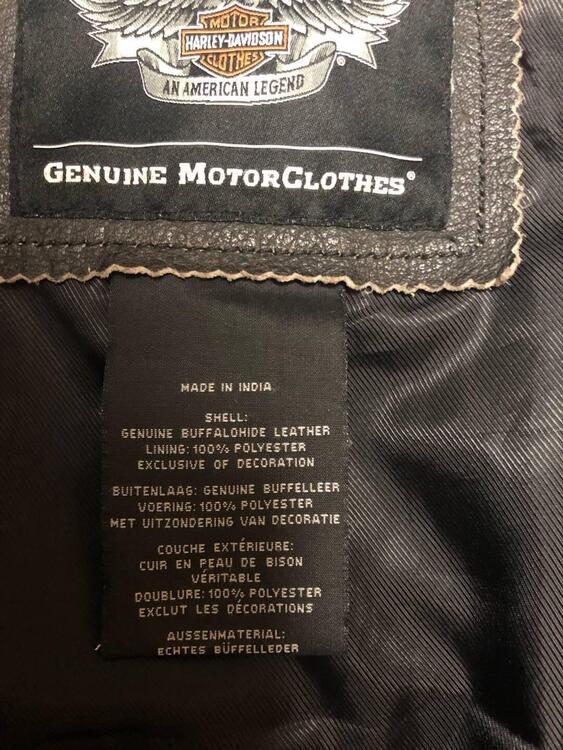 MOTOR
HARLEY-DAVIDSON
CLOTHES
®
AN AMERICAN LEGEND
GENUINE MOTORCLOTHES®
MADE IN INDIA
SHELL:
GENUINE BUFFALOHIDE LEATHER
LINING: 100% POLYESTER
EXCLUSIVE OF DECORATION
BUITENLAAG: GENUINE BUFFELLEER
VOERING: 100% POLYESTER
MET UITZONDERING VAN DECORATIE
COUCHE EXTÉRIEURE:
CUIR EN PEAU DE BISON
VÉRITABLE
DOUBLURE: 100% POLYESTER
EXCLUT LES DÉCORATIONS
AUSSENMATERIAL:
ECHTES BÜFFELLEDER